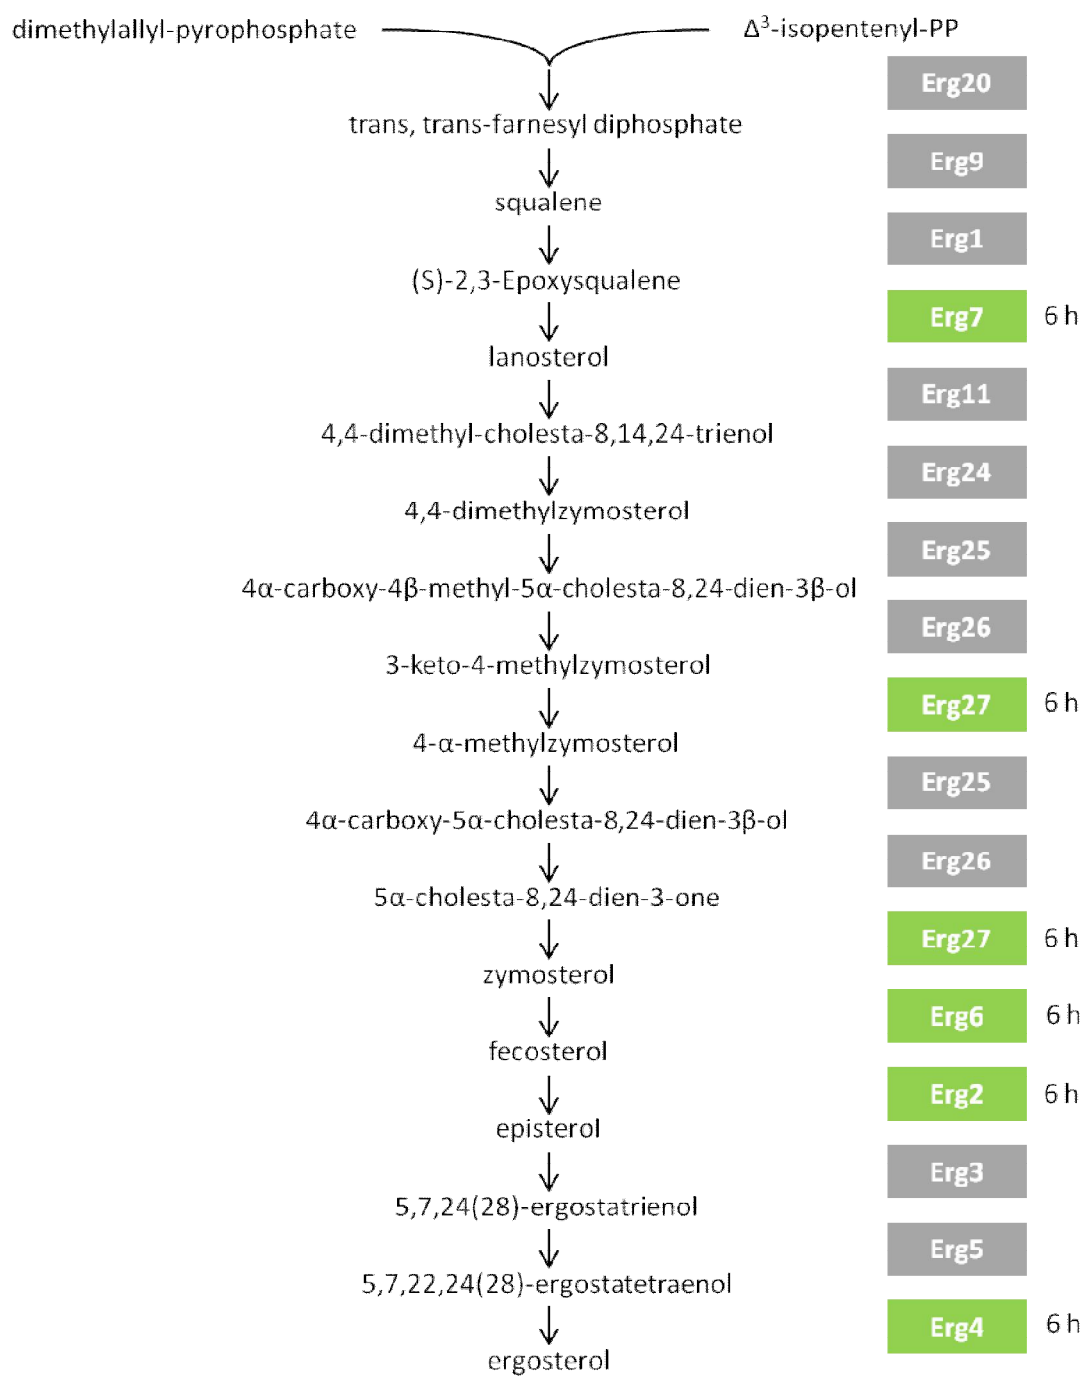 dimethylallyl-pyrophosphate Δ³-isopentenyl-PP
Erg20
trans, trans-farnesyl diphosphate
Erg9
squalene
Erg1
(S)-2,3-Epoxysqualene
Erg7 6 h
lanosterol
Erg11
4,4-dimethyl-cholesta-8,14,24-trienol
Erg24
4,4-dimethylzymosterol
Erg25
4α-carboxy-4β-methyl-5α-cholesta-8,24-dien-3β-ol
Erg26
3-keto-4-methylzymosterol
Erg27 6 h
4-α-methylzymosterol
Erg25
4α-carboxy-5α-cholesta-8,24-dien-3β-ol
Erg26
5α-cholesta-8,24-dien-3-one
Erg27 6 h
zymosterol
Erg6 6 h
fecosterol
Erg2 6 h
episterol
Erg3
5,7,24(28)-ergostatrienol
Erg5
5,7,22,24(28)-ergostatetraenol
Erg4 6 h
ergosterol